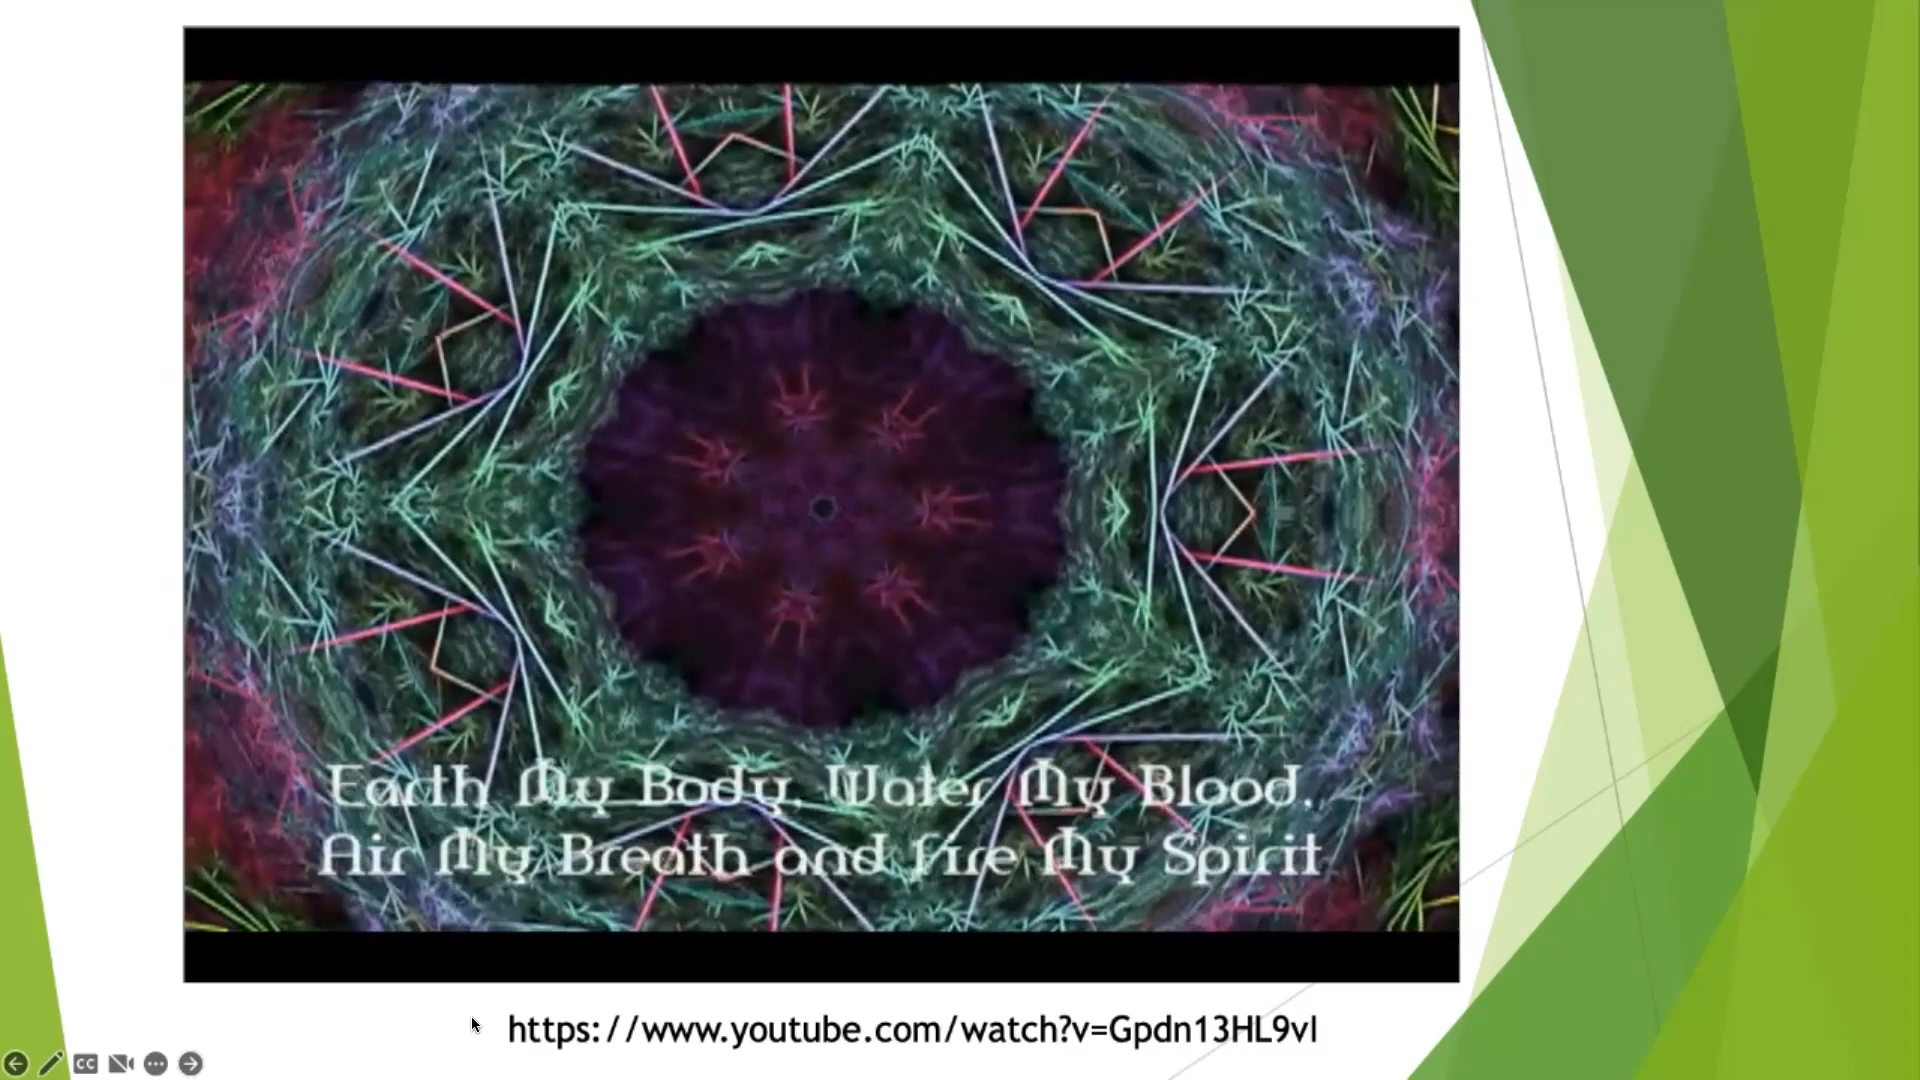 Earth My Body, Water My Blood,
Air My Breath and Fire My Spirit
https://www.youtube.com/watch?v=Gpdn13HL9vI
CC